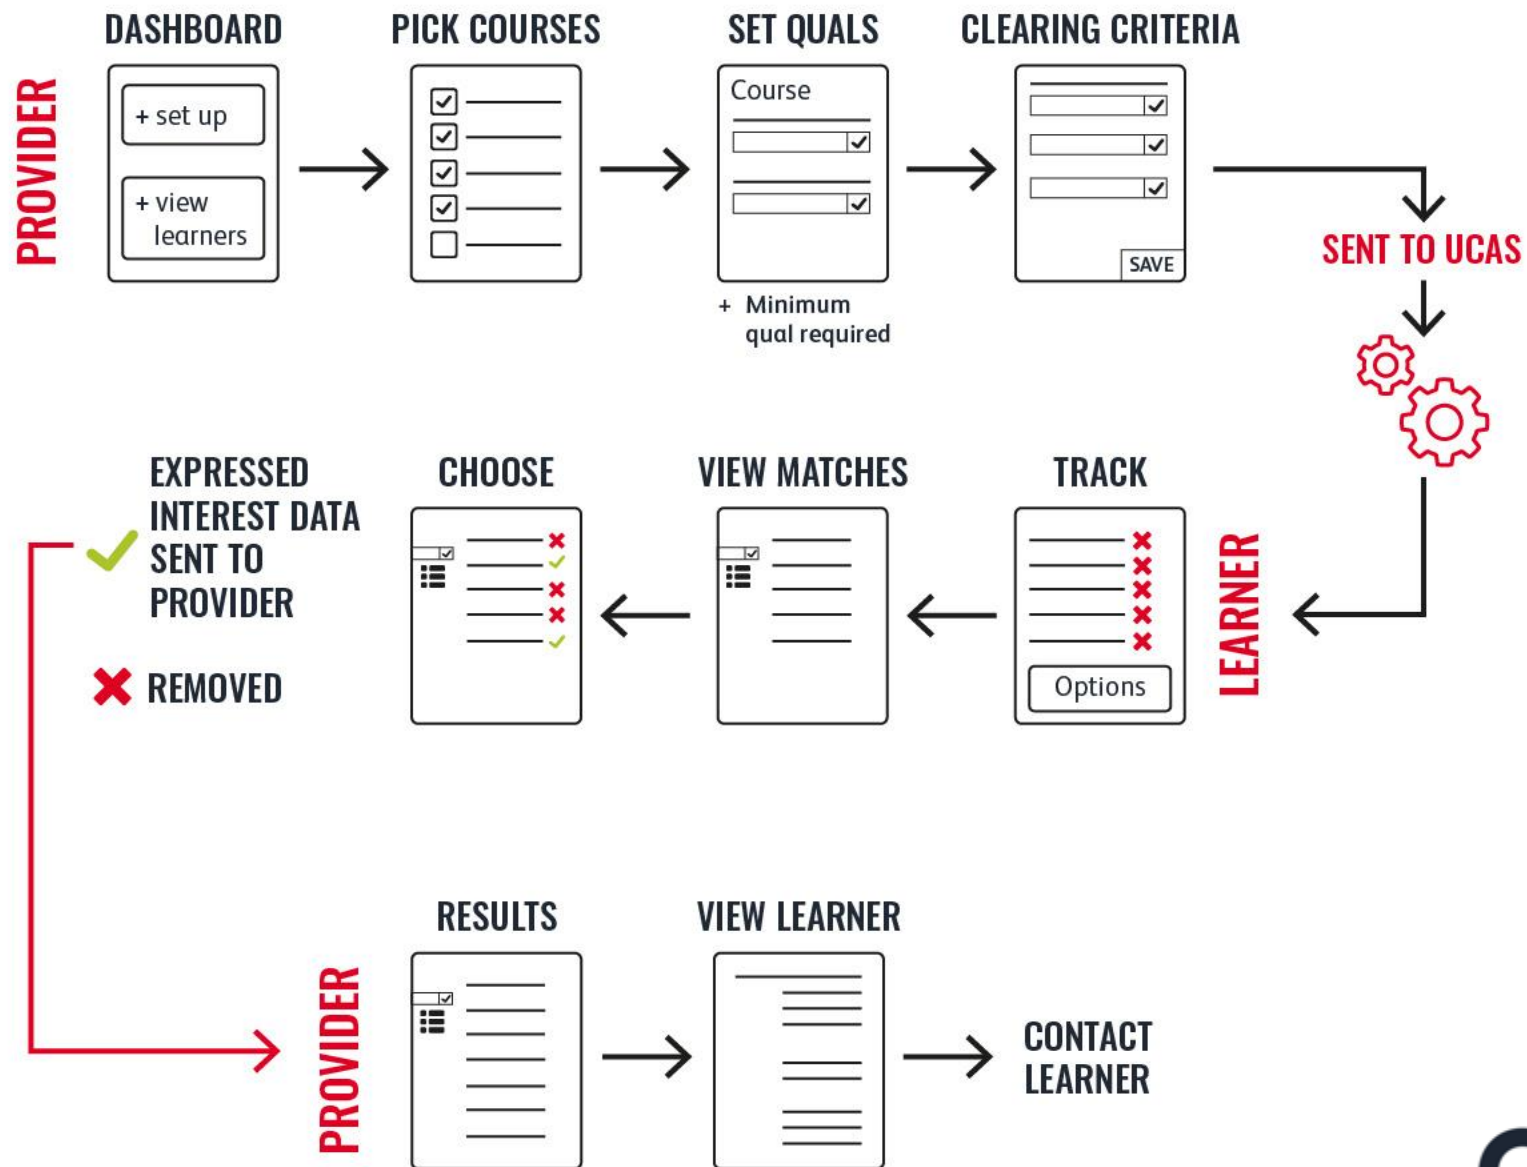 PROVIDER
DASHBOARD
+ set up
+ view
learners
PICK COURSES
SET QUALS
Course
+ Minimum
qual required
CLEARING CRITERIA
SAVE
SENT TO UCAS
LEARNER
TRACK
Options
VIEW MATCHES
CHOOSE
EXPRESSED
INTEREST DATA
SENT TO
PROVIDER
REMOVED
PROVIDER
RESULTS
VIEW LEARNER
CONTACT
LEARNER